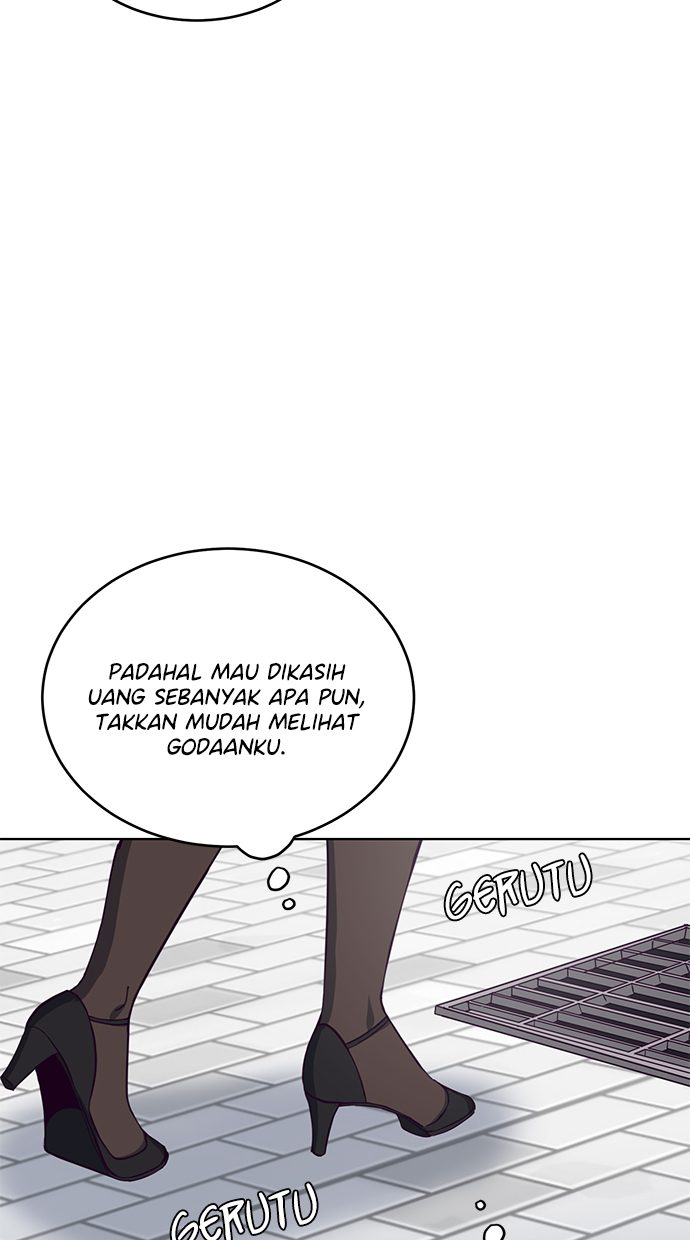 PADAHAL MAU DIKASIH
UANG SEBANYAK APA PUN,
TAKKAN MUDAH MELIHAT
GODAANKU.
GERUTU
GERUTU